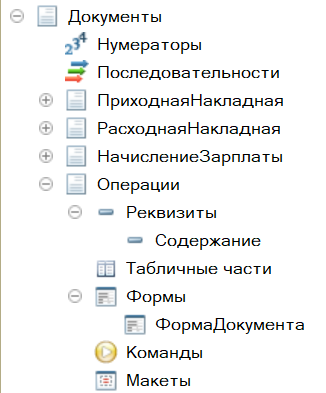 Документы
Нумераторы
Последовательности
ПриходнаяНакладная
РасходнаяНакладная
НачислениеЗарплаты
Операции
Реквизиты
Содержание
Табличные части
Формы
ФормаДокумента
Команды
Макеты